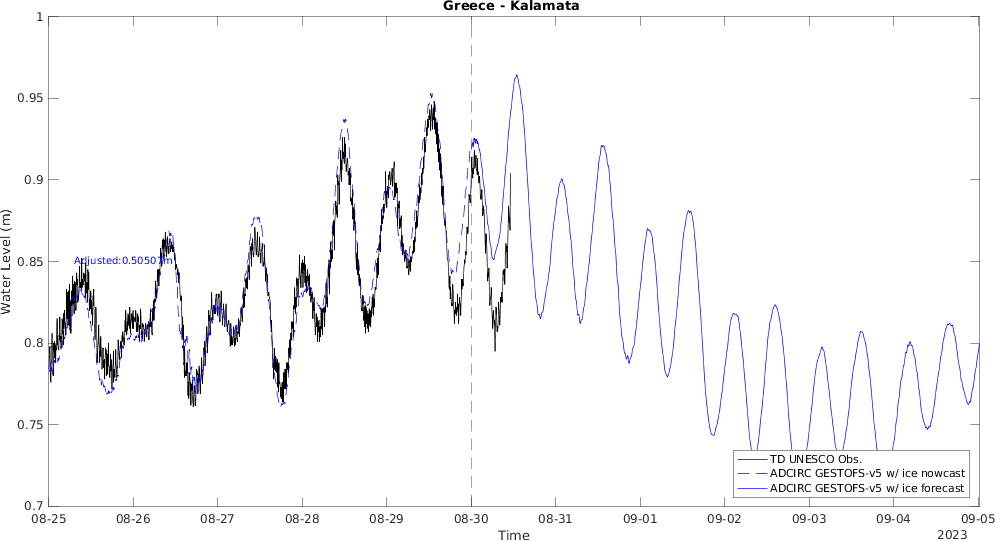 Greece - Kalamata
1
0.95
0.9
0.85
0.8
0.75
0.7
Water Level (m)
Adjusted:0.50507m
08-25
08-26
08-27
08-28
08-29
08-30
08-31
09-01
09-02
09-03
09-04
09-05
2023
Time
TD UNESCO Obs.
ADCIRC GESTOFS-v5 w/ ice nowcast
ADCIRC GESTOFS-v5 w/ ice forecast